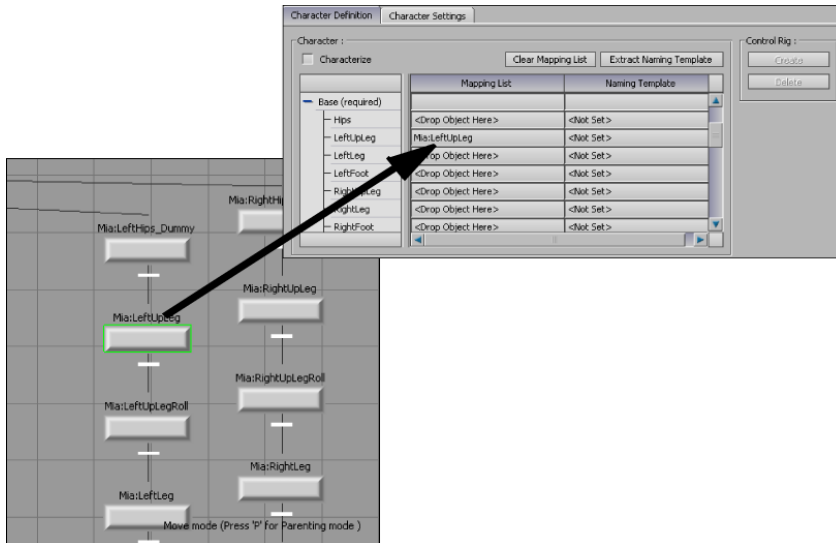 Character Definition
Character Settings
Character :
Characterize
Clear Mapping List
Extract Naming Template
Mapping List
Naming Template
Base (required)
Hips
<Drop Object Here>
<Not Set>
LeftUpLeg
Mia:LeftUpLeg
<Not Set>
LeftLeg
<Drop Object Here>
<Not Set>
LeftFoot
<Drop Object Here>
<Not Set>
<Drop Object Here>
<Not Set>
RightLeg
<Drop Object Here>
<Not Set>
RightFoot
<Drop Object Here>
<Not Set>
Control Rig :
Create
Delete
Mia:LeftHips_Dummy
Mia:LeftUpLeg
Mia:RightUpLeg
Mia:LeftUpLegRoll
Mia:RightUpLegRoll
Mia:LeftLeg
Mia:RightLeg
Move mode (Press 'P' for Parenting mode )